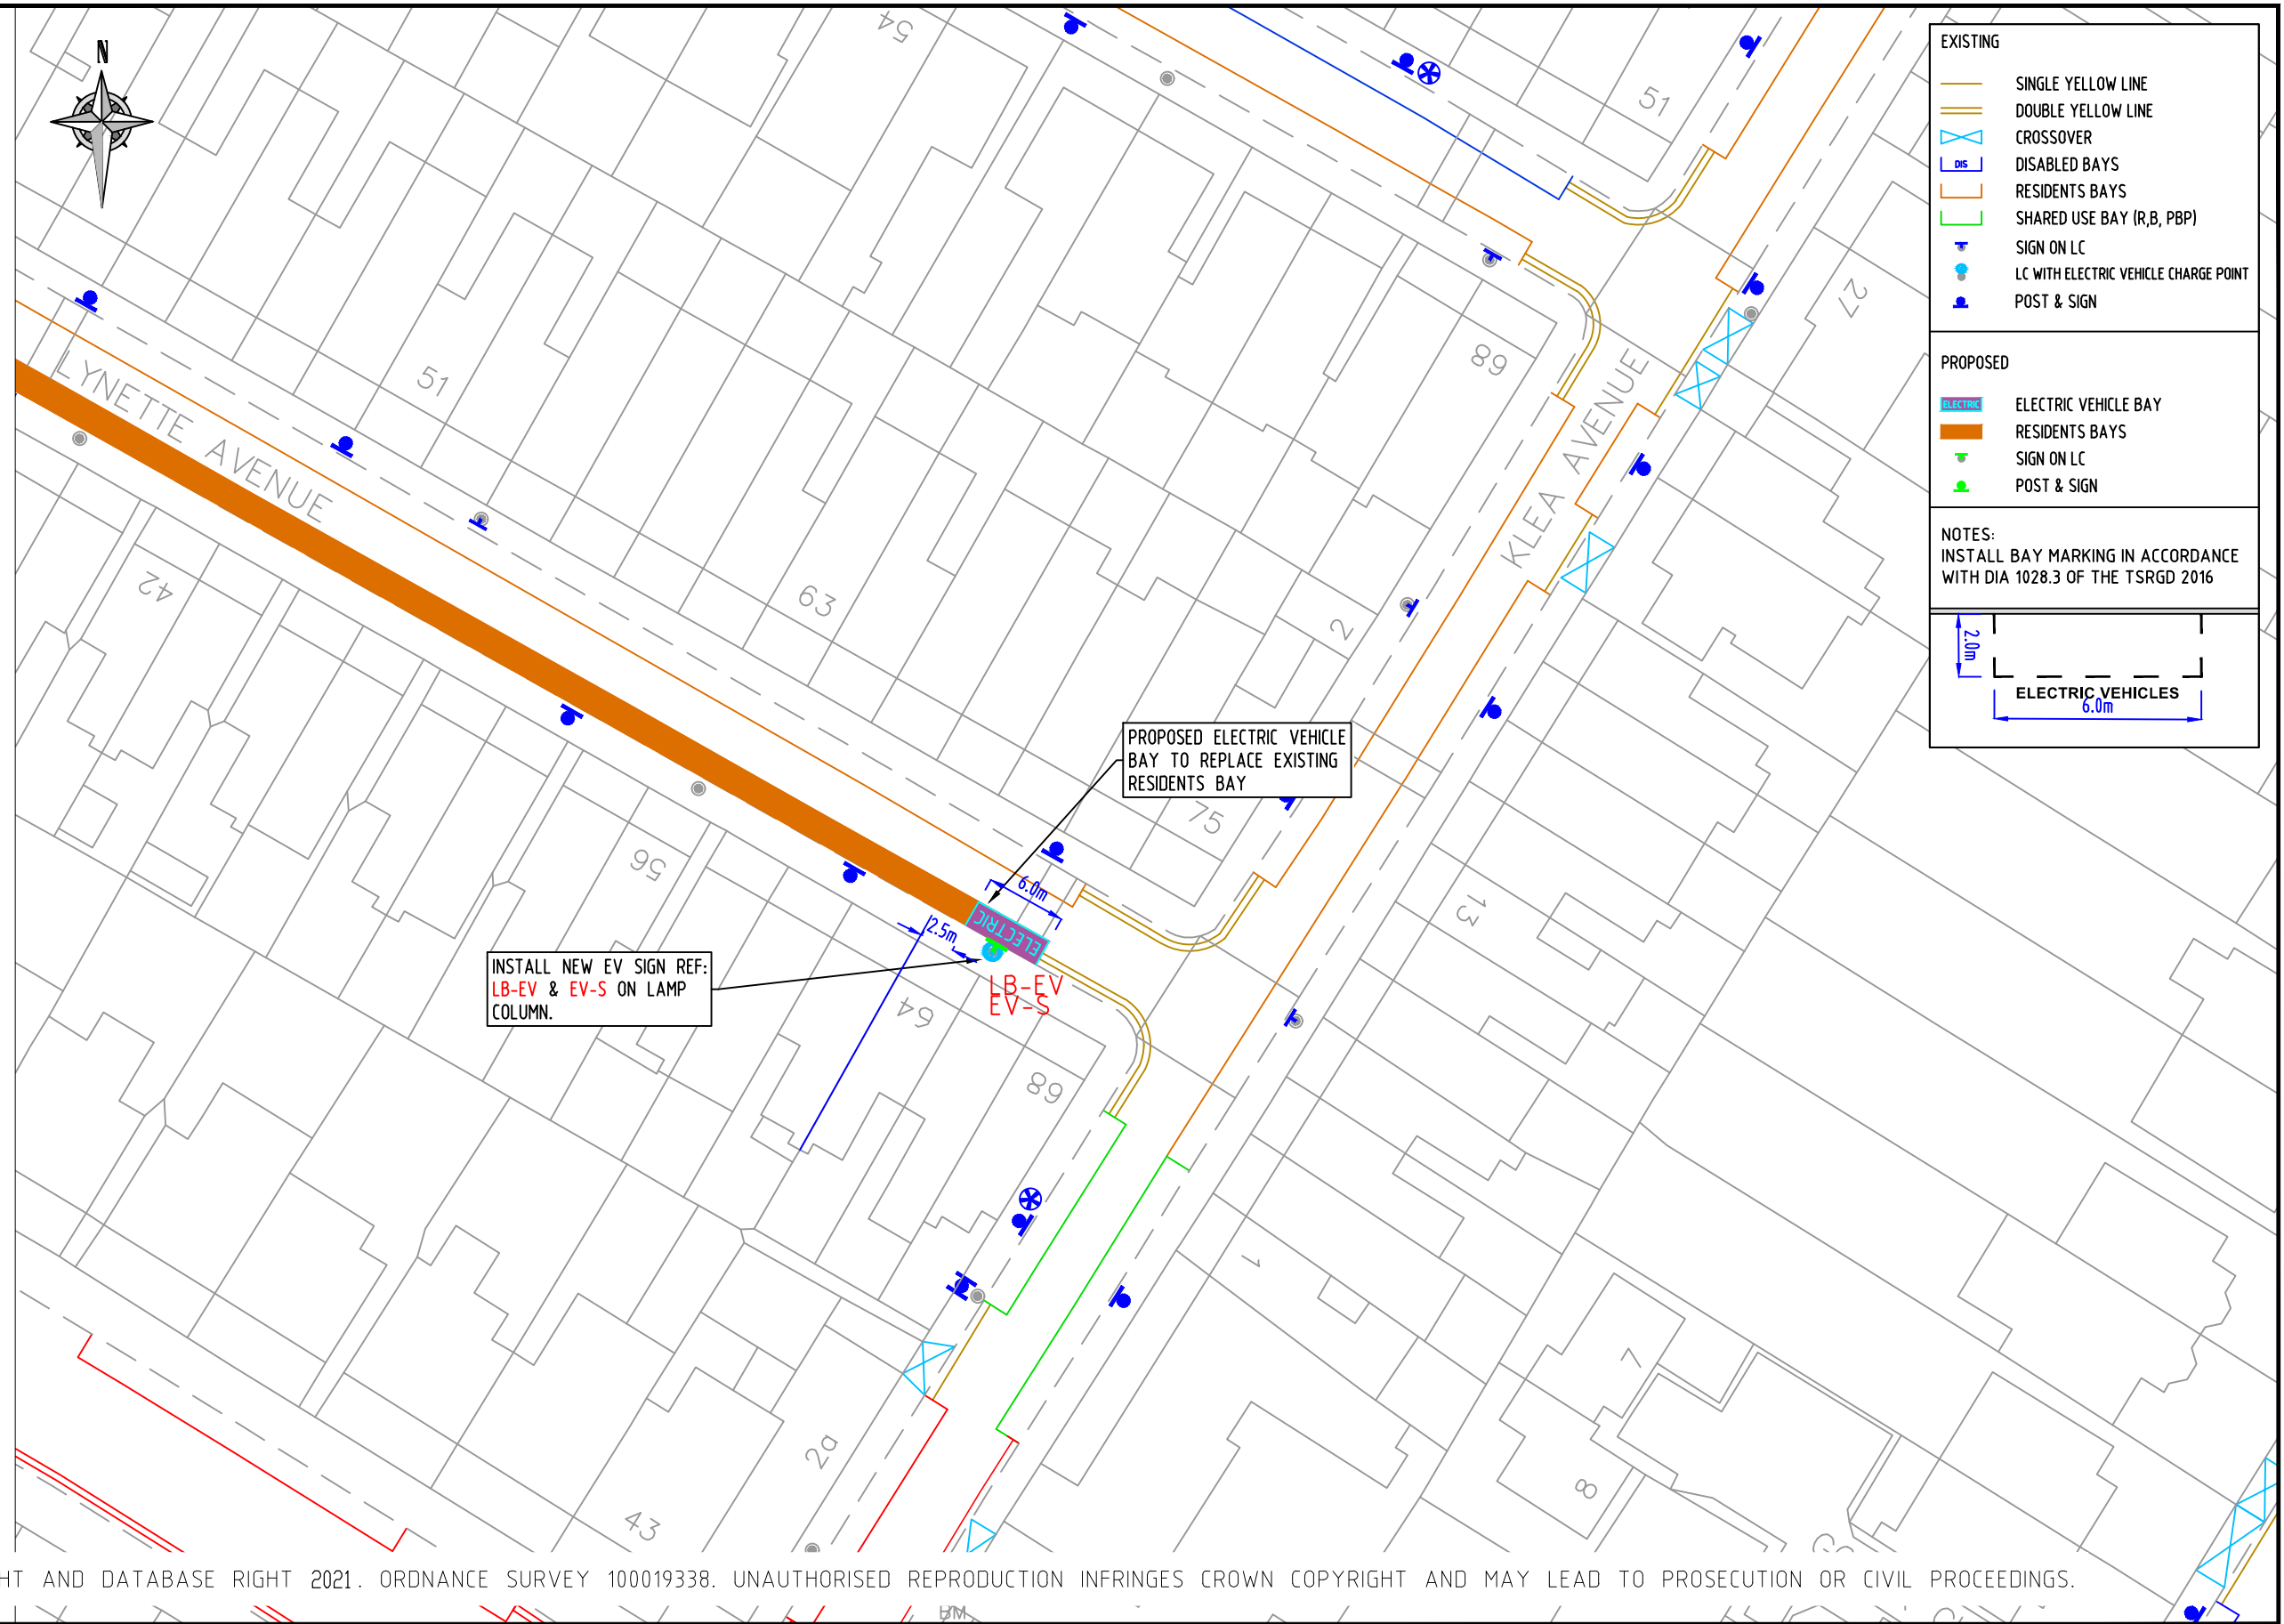 N
54
51
EXISTING
SINGLE YELLOW LINE
DOUBLE YELLOW LINE
CROSSOVER
DIS DISABLED BAYS
RESIDENTS BAYS
SHARED USE BAY (R,B, PBP)
SIGN ON LC
LC WITH ELECTRIC VEHICLE CHARGE POINT
POST & SIGN
PROPOSED
ELECTRIC ELECTRIC VEHICLE BAY
RESIDENTS BAYS
SIGN ON LC
POST & SIGN
NOTES:
INSTALL BAY MARKING IN ACCORDANCE
WITH DIA 1028.3 OF THE TSRGD 2016
2.0m
ELECTRIC VEHICLES
6.0m
27
89
51
LYNETTE AVENUE
KLEA AVENUE
42
63
2
PROPOSED ELECTRIC VEHICLE
BAY TO REPLACE EXISTING
RESIDENTS BAY
75
56
6.0m
ELECTRIC
2.5m
13
INSTALL NEW EV SIGN REF:
LB-EV & EV-S ON LAMP
COLUMN.
LB-EV
EV-S
64
68
1
7
2a
8
43
AND DATABASE RIGHT 2021. ORDNANCE SURVEY 100019338. UNAUTHORISED REPRODUCTION INFRINGES CROWN COPYRIGHT AND MAY LEAD TO PROSECUTION OR CIVIL PROCEEDINGS.
BM